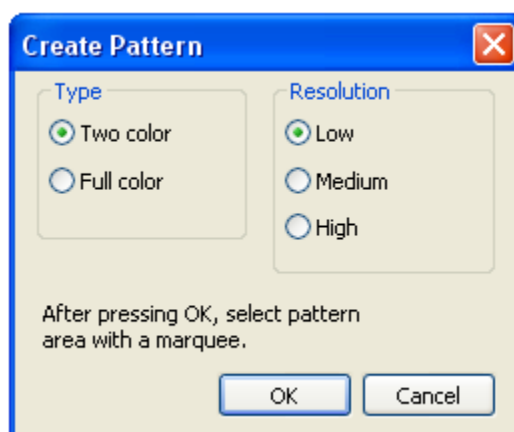 Create Pattern
Type
Two color
Full color
Resolution
Low
Medium
High
After pressing OK, select pattern
area with a marquee.
OK
Cancel